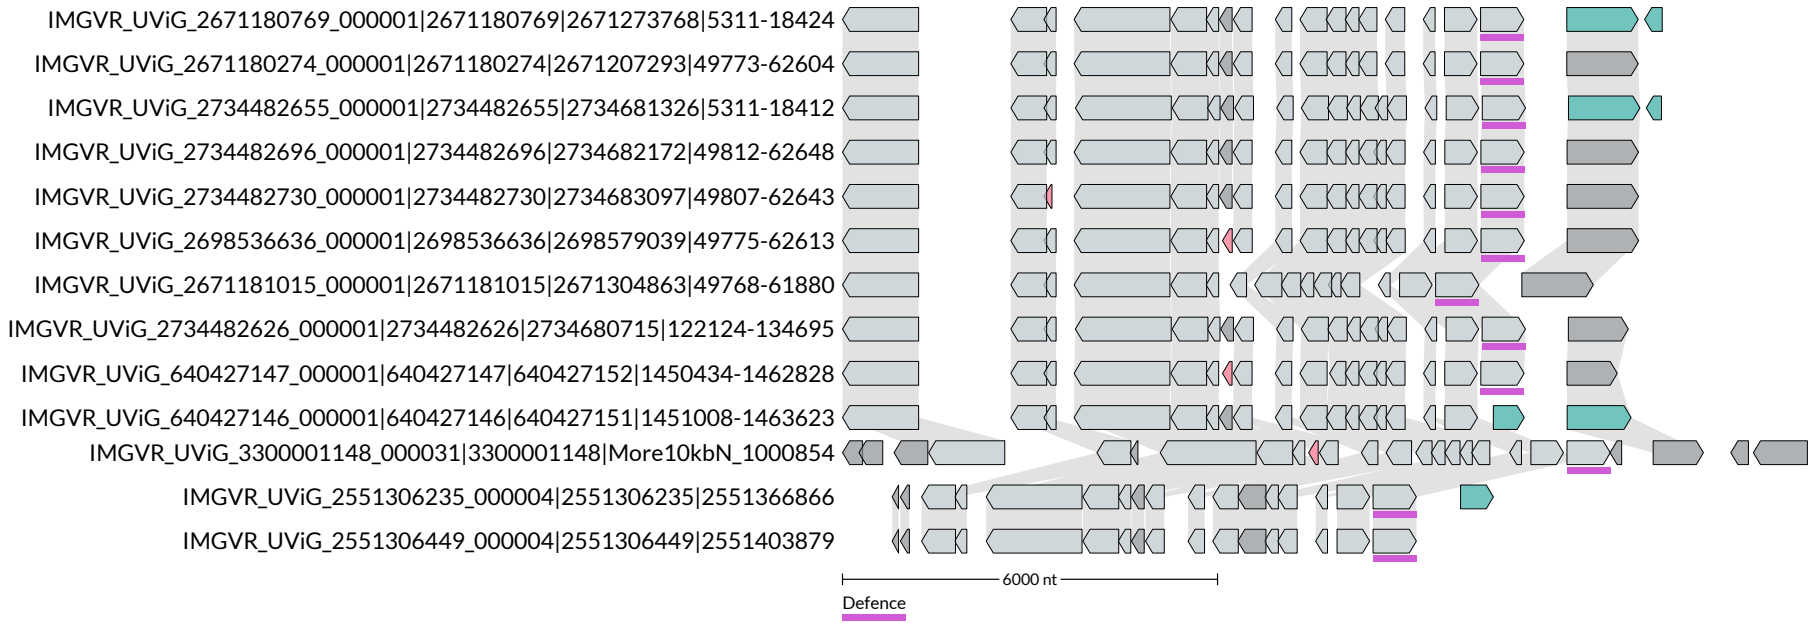 IMGVR_UViG_2671180769_000001|2671180769|2671273768|5311-18424
IMGVR_UViG_2671180274_000001|2671180274|2671207293|49773-62604
IMGVR_UViG_2734482655_000001|2734482655|2734681326|5311-18412
IMGVR_UViG_2734482696_000001|2734482696|2734682172|49812-62648
IMGVR_UViG_2734482730_000001|2734482730|2734683097|49807-62643
IMGVR_UViG_2698536636_000001|2698536636|2698579039|49775-62613
IMGVR_UViG_2671181015_000001|2671181015|2671304863|49768-61880
IMGVR_UViG_2734482626_000001|2734482626|2734680715|122124-134695
IMGVR_UViG_640427147_000001|640427147|640427152|1450434-1462828
IMGVR_UViG_640427146_000001|640427146|640427151|1451008-1463623
IMGVR_UViG_3300001148_000031|3300001148|More10kbN_1000854
IMGVR_UViG_2551306235_000004|2551306235|2551366866
IMGVR_UViG_2551306449_000004|2551306449|2551403879
6000 nt
Defence